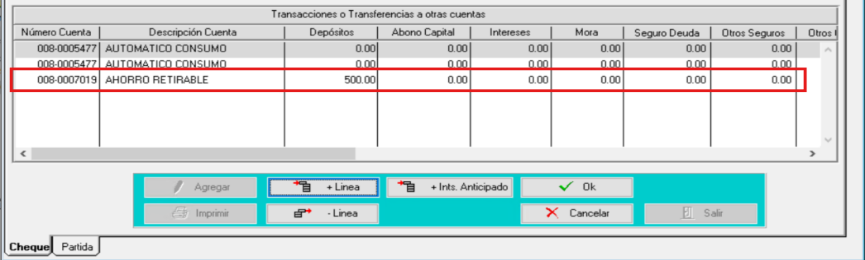 Transacciones o Transferencias a otras cuentas
Número Cuenta Descripción Cuenta Depósitos Abono Capital Intereses Mora Seguro Deuda Otros Seguros Otros
008-0005477 AUTOMATICO CONSUMO 0.00 0.00 0.00 0.00 0.00 0.00
008-0005477 AUTOMATICO CONSUMO 0.00 0.00 0.00 0.00 0.00 0.00
008-0007019 AHORRO RETIRABLE 500.00 0.00 0.00 0.00 0.00 0.00
Agregar + Linea + Ints. Anticipado Ok
Imprimir - Linea Cancelar Salir
Cheque Partida